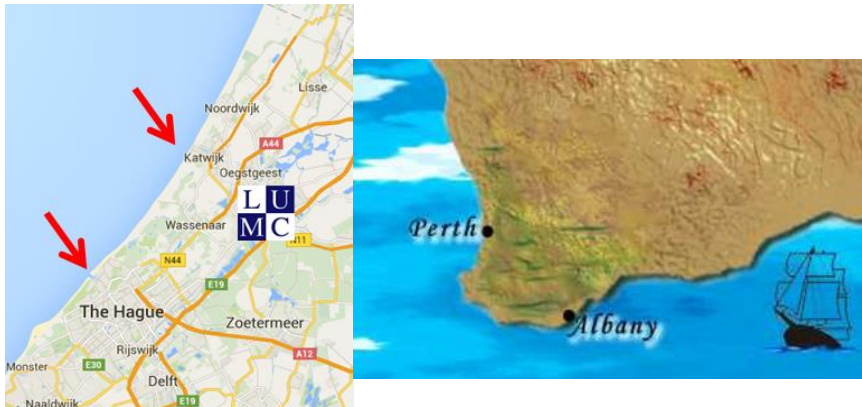 Lisse
Noordwijk
A44
Katwijk
Oegstgeest
L U
M C
Wassenaar
N11
N44
E19
The Hague
Zoetermeer
Rijswijk
A12
Monster
E30
Delft
E19
Naaldwijk
Perth
Albany